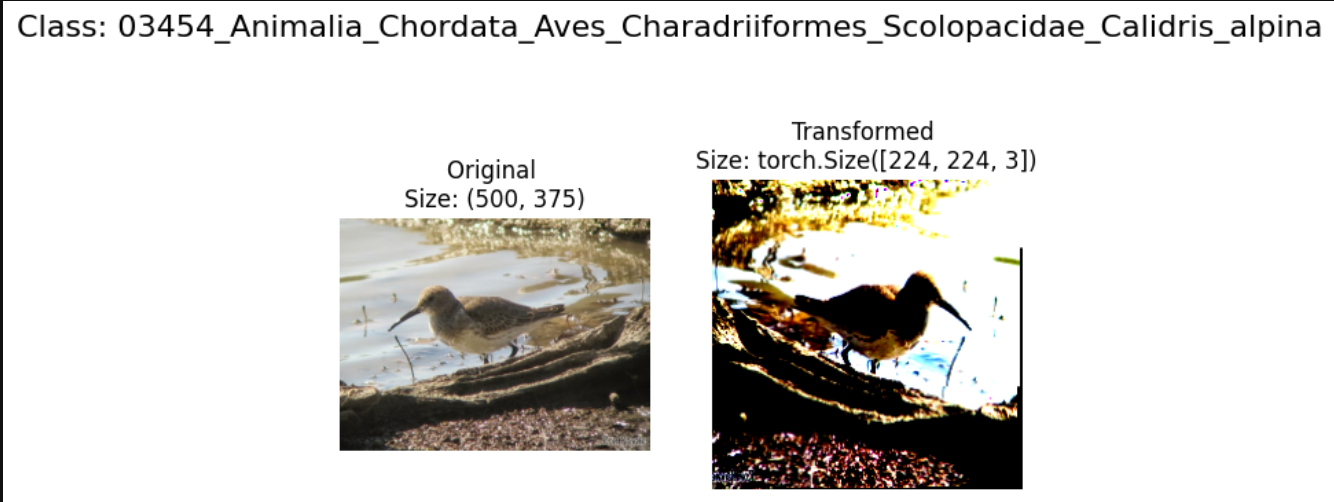 Class: 03454_Animalia_Chordata_Aves_Charadriiformes_Scolopacidae_Calidris_alpina
Original
Size: (500, 375)
Transformed
Size: torch.Size([224, 224, 3])